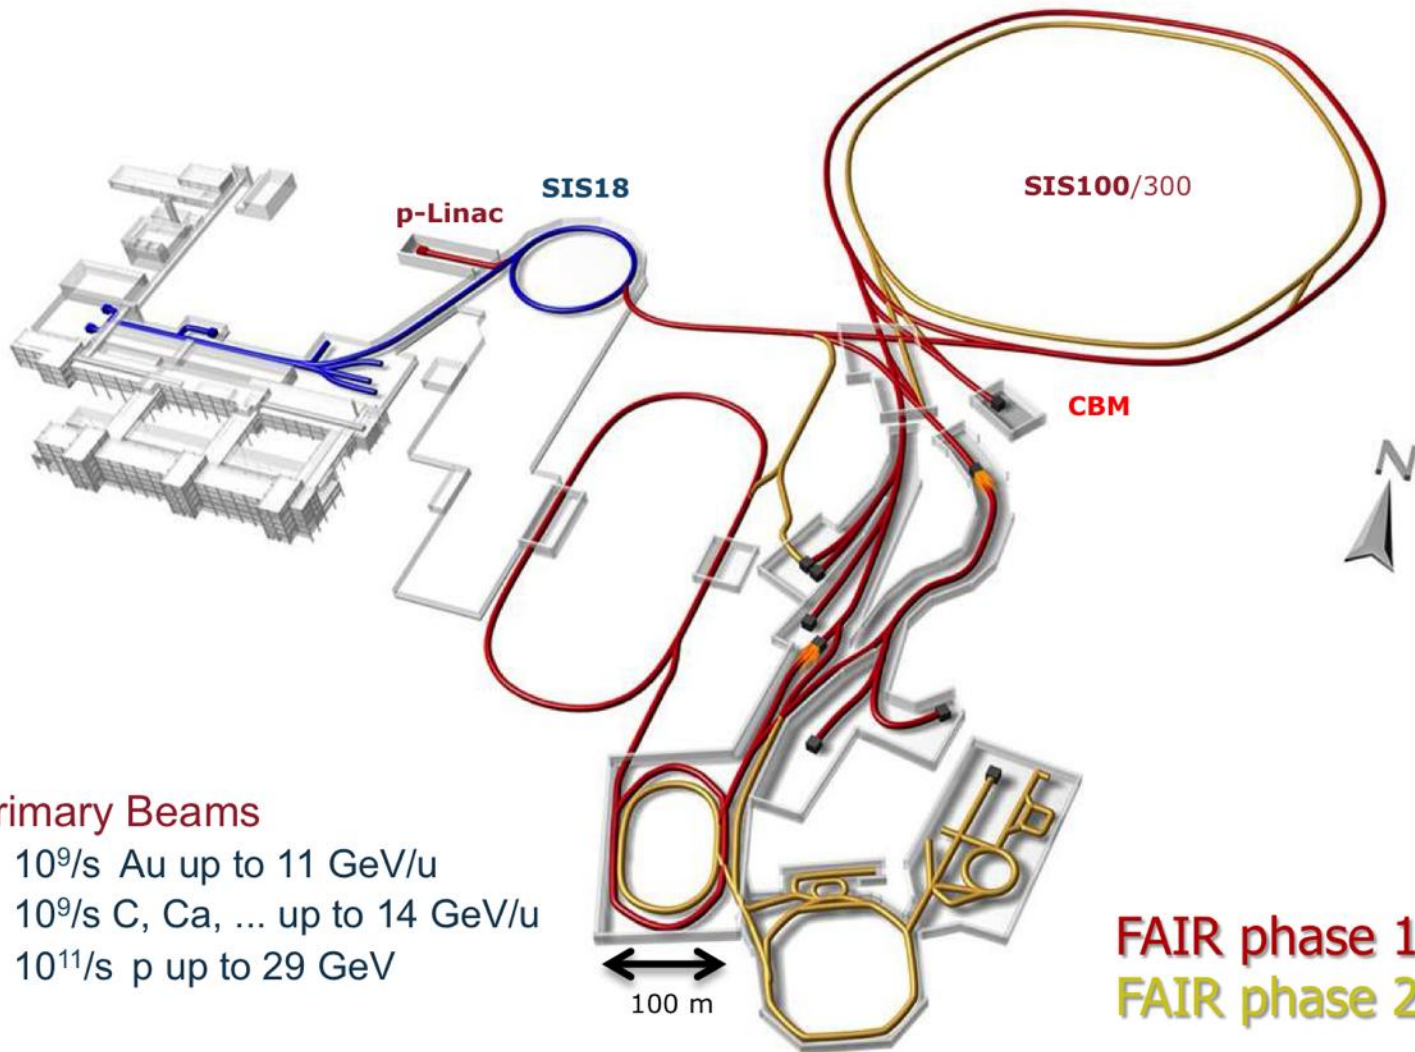 SIS18
p-Linac
SIS100/300
CBM
N
rimary Beams
10⁹/s Au up to 11 GeV/u
10⁹/s C, Ca, ... up to 14 GeV/u
10¹¹/s p up to 29 GeV
100 m
FAIR phase 1
FAIR phase 2